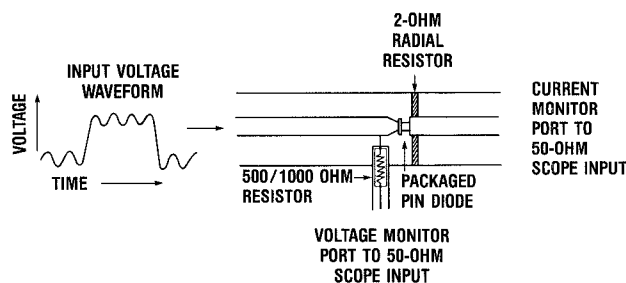 2-OHM
RADIAL
RESISTOR
INPUT VOLTAGE
WAVEFORM
VOLTAGE
TIME
CURRENT
MONITOR
PORT TO
50-OHM
SCOPE INPUT
500/1000 OHM
RESISTOR
PACKAGED
PIN DIODE
VOLTAGE MONITOR
PORT TO 50-OHM
SCOPE INPUT